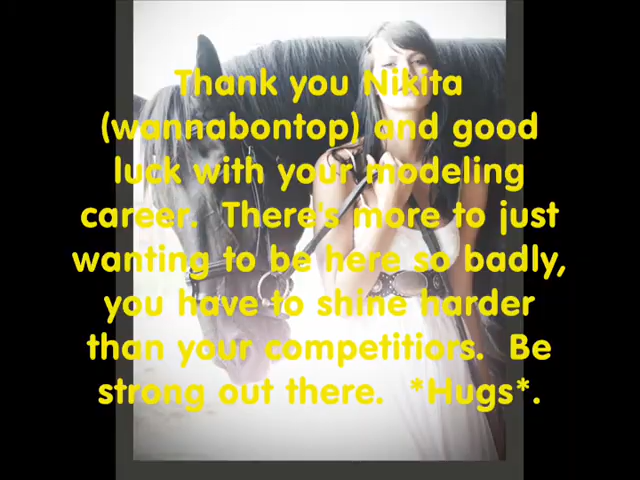 Thank you Nikita
(wannabontop) and good
luck with your modeling
career.  There's more to just
wanting to be here so badly,
you have to shine harder
than your competitiors.  Be
strong out there.  *Hugs*.